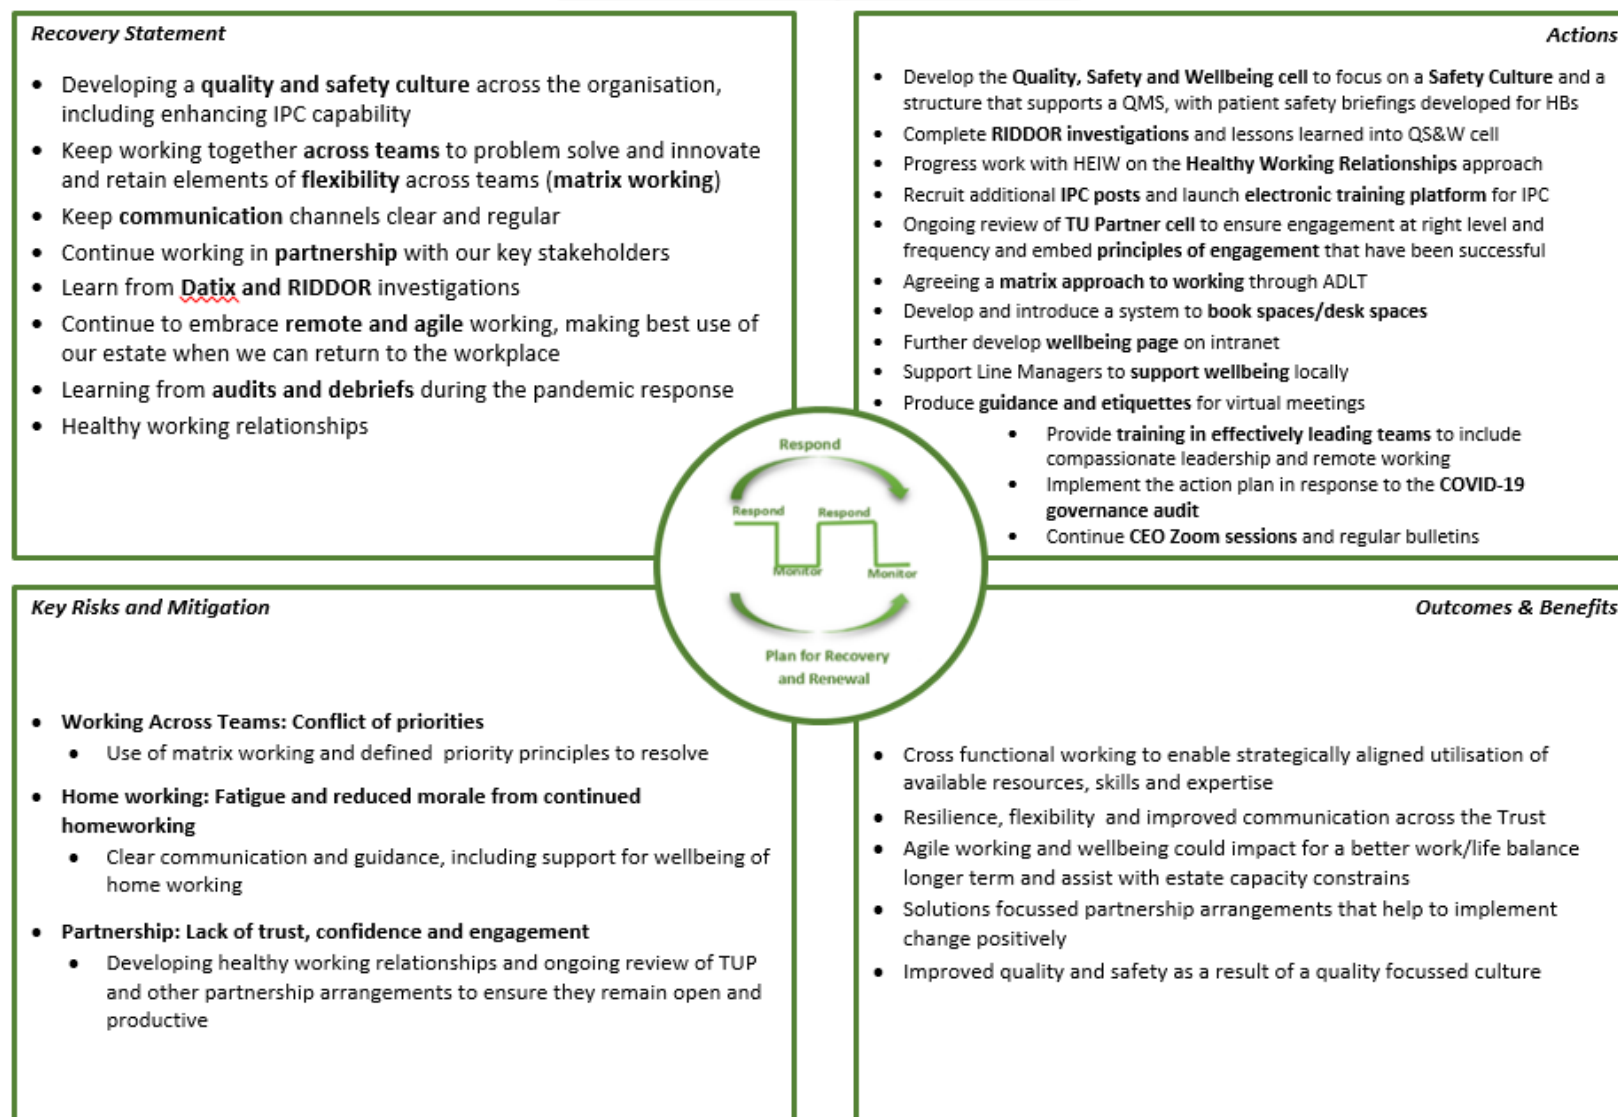 Recovery Statement
• Developing a quality and safety culture across the organisation,
including enhancing IPC capability
• Keep working together across teams to problem solve and innovate
and retain elements of flexibility across teams (matrix working)
• Keep communication channels clear and regular
• Continue working in partnership with our key stakeholders
• Learn from Datix and RIDDOR investigations
• Continue to embrace remote and agile working, making best use of
our estate when we can return to the workplace
• Learning from audits and debriefs during the pandemic response
• Healthy working relationships
Actions
• Develop the Quality, Safety and Wellbeing cell to focus on a Safety Culture and a
structure that supports a QMS, with patient safety briefings developed for HBs
• Complete RIDDOR investigations and lessons learned into QS&W cell
• Progress work with HEIW on the Healthy Working Relationships approach
• Recruit additional IPC posts and launch electronic training platform for IPC
• Ongoing review of TU Partner cell to ensure engagement at right level and
frequency and embed principles of engagement that have been successful
• Agreeing a matrix approach to working through ADLT
• Develop and introduce a system to book spaces/desk spaces
• Further develop wellbeing page on intranet
• Support Line Managers to support wellbeing locally
• Produce guidance and etiquettes for virtual meetings
• Provide training in effectively leading teams to include
compassionate leadership and remote working
• Implement the action plan in response to the COVID-19
governance audit
• Continue CEO Zoom sessions and regular bulletins
Respond
Respond Respond
Monitor Monitor
Plan for Recovery
and Renewal
Key Risks and Mitigation
• Working Across Teams: Conflict of priorities
• Use of matrix working and defined priority principles to resolve
• Home working: Fatigue and reduced morale from continued
homeworking
• Clear communication and guidance, including support for wellbeing of
home working
• Partnership: Lack of trust, confidence and engagement
• Developing healthy working relationships and ongoing review of TUP
and other partnership arrangements to ensure they remain open and
productive
Outcomes & Benefits
• Cross functional working to enable strategically aligned utilisation of
available resources, skills and expertise
• Resilience, flexibility and improved communication across the Trust
• Agile working and wellbeing could impact for a better work/life balance
longer term and assist with estate capacity constrains
• Solutions focussed partnership arrangements that help to implement
change positively
• Improved quality and safety as a result of a quality focussed culture